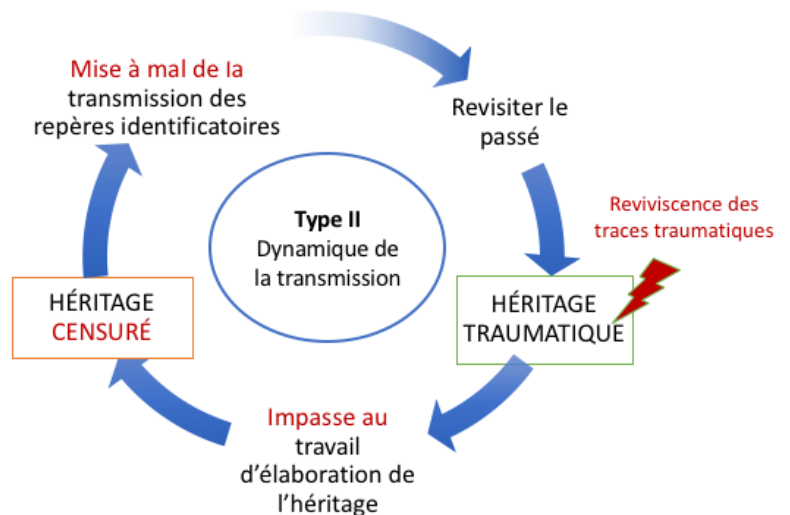 Mise à mal de la
transmission des
repères identificatoires
Revisiter le
passé
Reviviscence des
traces traumatiques
Type II
Dynamique de
la transmission
HÉRITAGE
TRAUMATIQUE
HÉRITAGE
CENSURÉ
Impasse au
travail
d'élaboration de
l'héritage